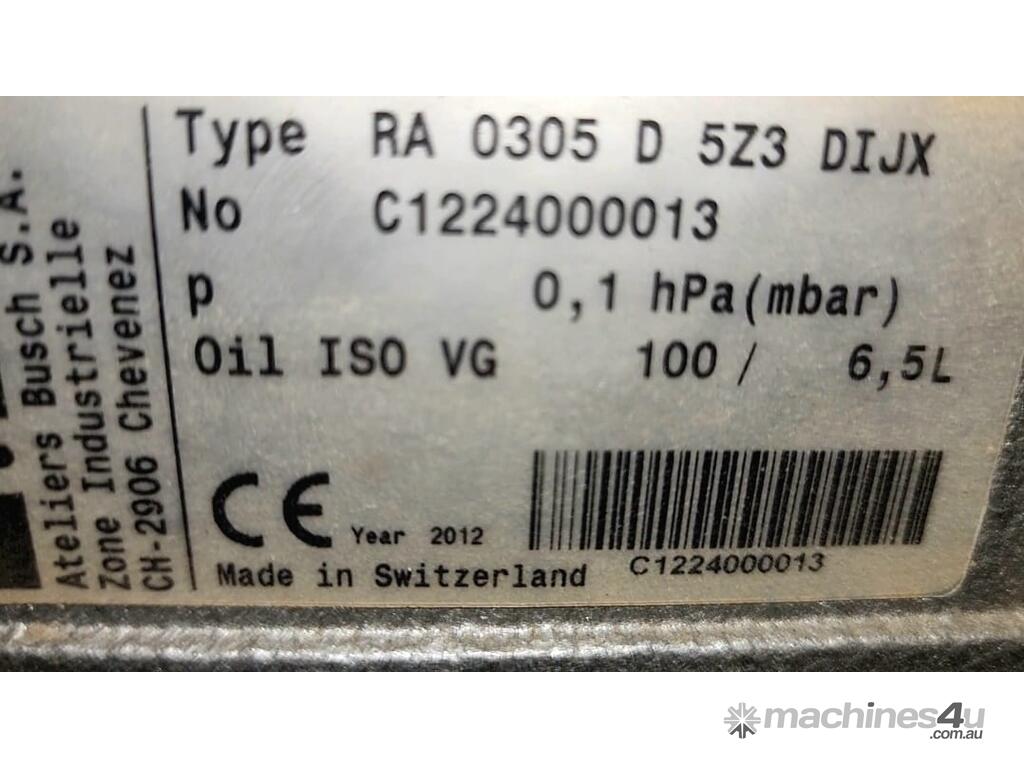 Ateliers Busch S.A.
Zone Industrielle
CH-2906 Chevenez
Type RA 0305 D 5Z3 DIJX
No C1224000013
p 0,1 hPa(mbar)
Oil ISO VG 100 / 6,5L
CE Year 2012
Made in Switzerland
C1224000013
machines4u
.com.au